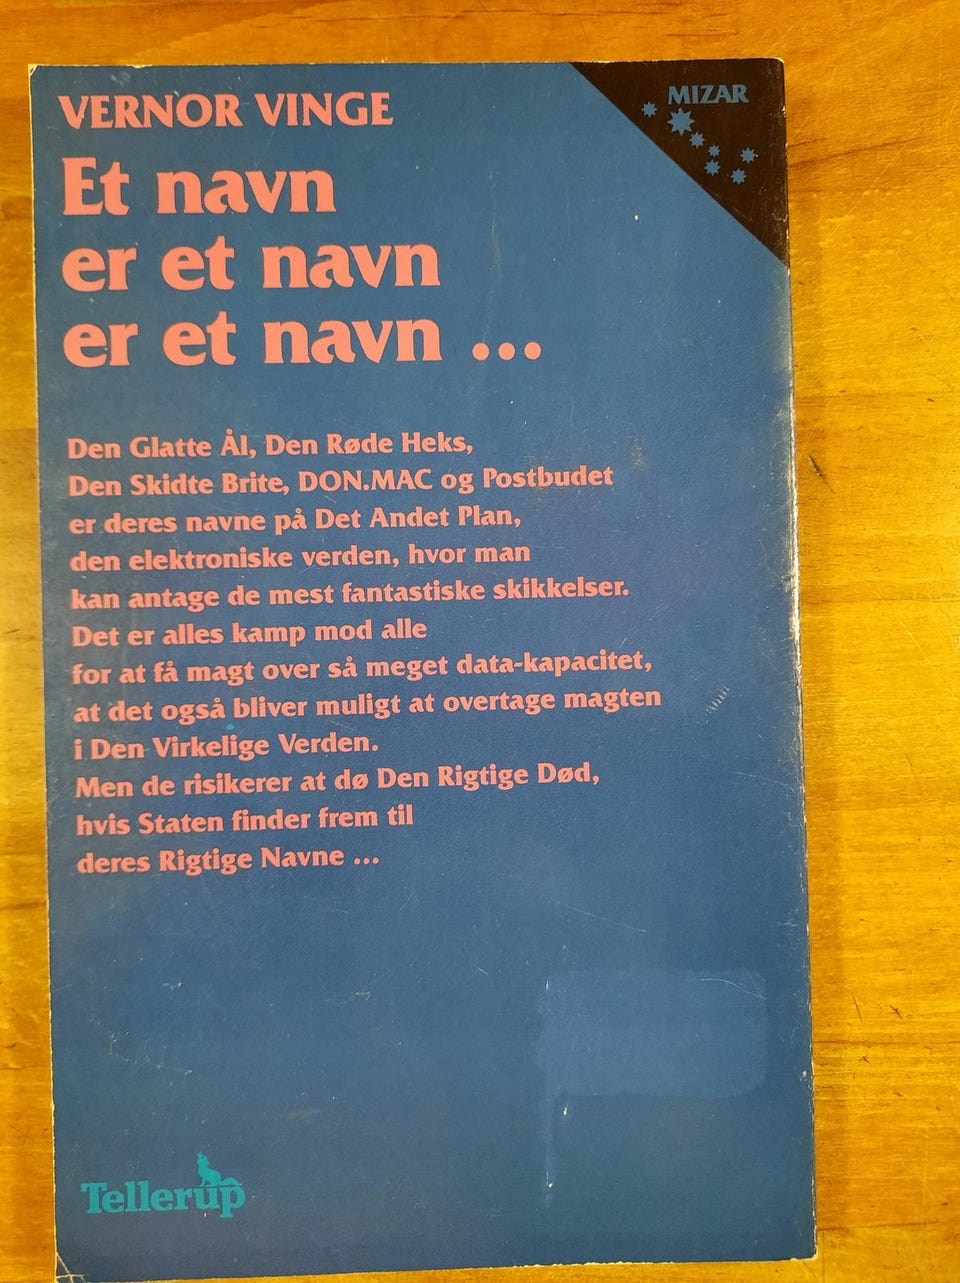 VERNOR VINGE
MIZAR
Et navn
er et navn
er et navn ...
Den Glatte Ål, Den Røde Heks,
Den Skidte Brite, DON.MAC og Postbudet
er deres navne på Det Andet Plan,
den elektroniske verden, hvor man
kan antage de mest fantastiske skikkelser.
Det er alles kamp mod alle
for at få magt over så meget data-kapacitet,
at det også bliver muligt at overtage magten
i Den Virkelige Verden.
Men de risikerer at dø Den Rigtige Død,
hvis Staten finder frem til
deres Rigtige Navne ...
Tellerup